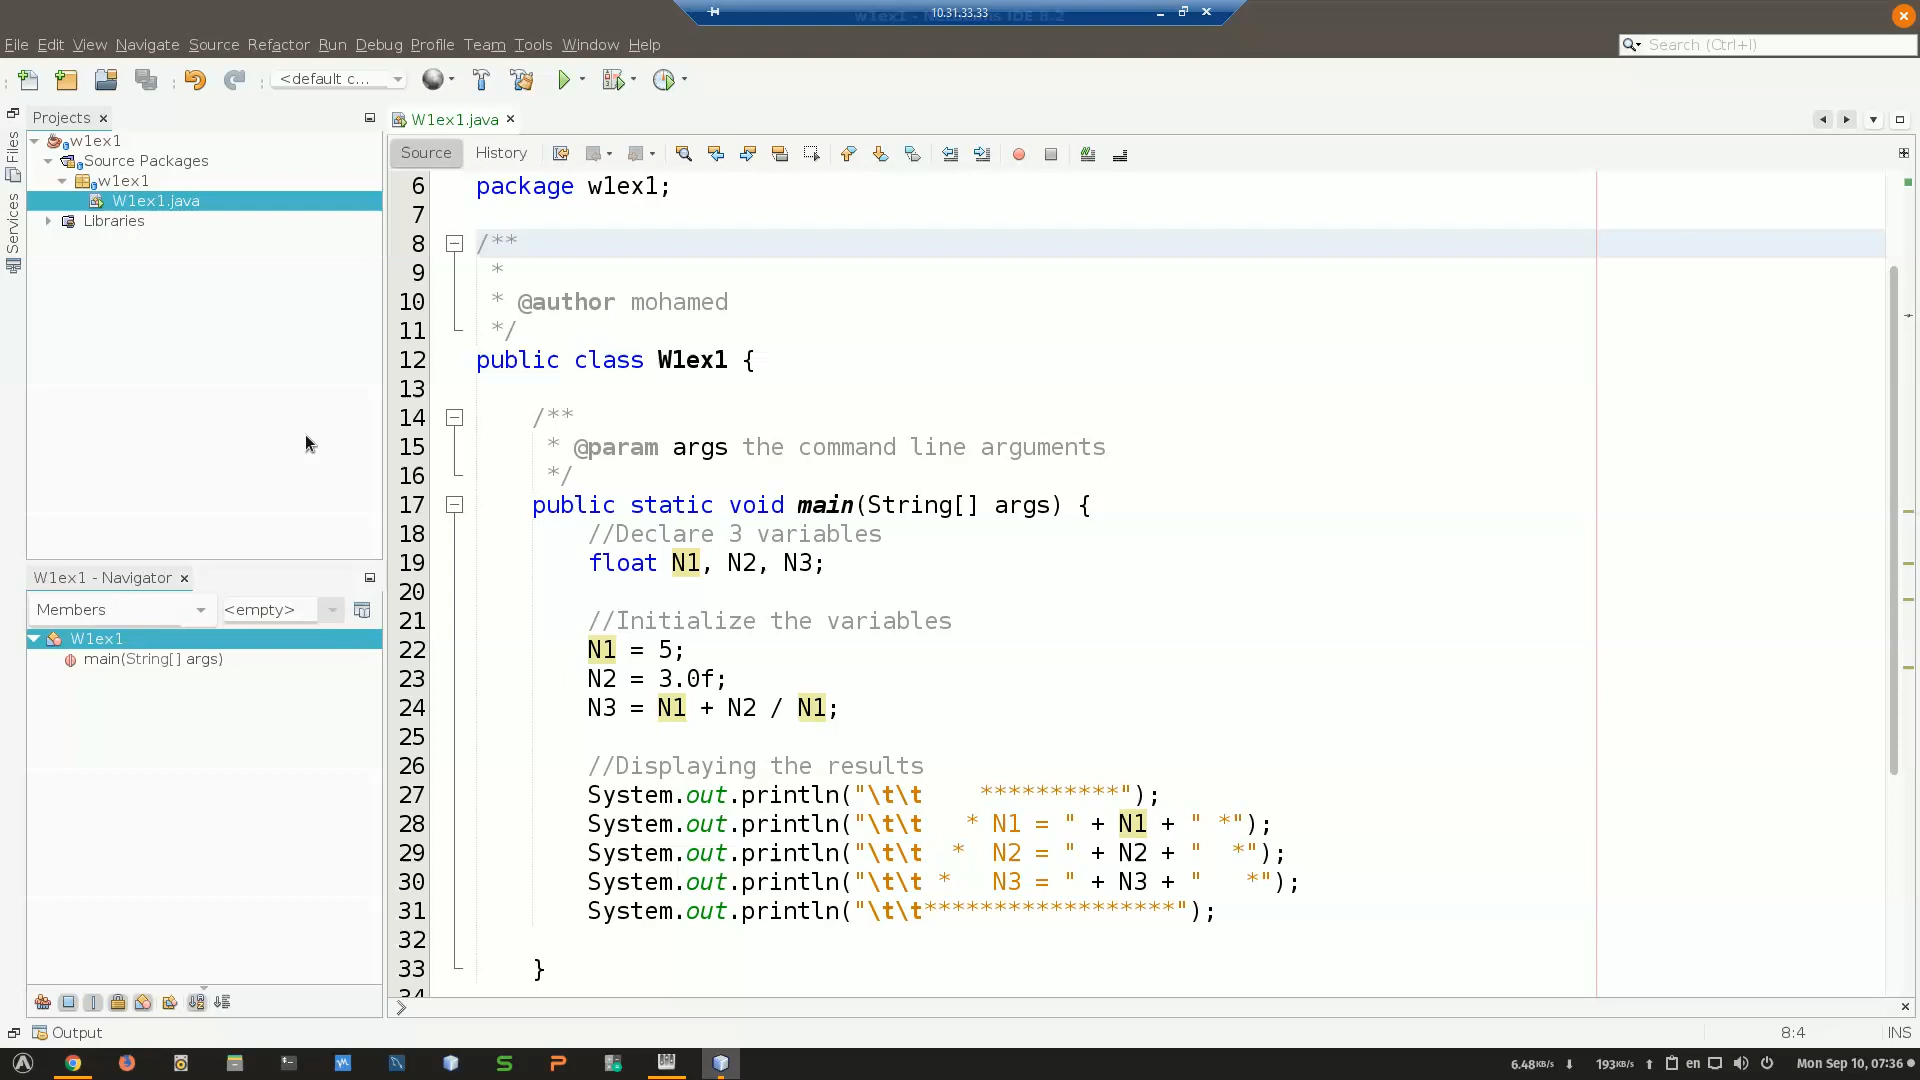 10.31.33.33
File Edit View Navigate Source Refactor Run Debug Profile Team Tools Window Help
Search (Ctrl+I)
<default c...
Projects
W1ex1.java
Files
Services
w1ex1
Source Packages
w1ex1
W1ex1.java
Libraries
Source History
6 package w1ex1;
7
8 /**
9 *
10 * @author mohamed
11 */
12 public class W1ex1 {
13
14 /**
15 * @param args the command line arguments
16 */
17 public static void main(String[] args) {
18 //Declare 3 variables
19 float N1, N2, N3;
20
21 //Initialize the variables
22 N1 = 5;
23 N2 = 3.0f;
24 N3 = N1 + N2 / N1;
25
26 //Displaying the results
27 System.out.println("\t\t     **********");
28 System.out.println("\t\t   * N1 = " + N1 + " *");
29 System.out.println("\t\t  *  N2 = " + N2 + "  *");
30 System.out.println("\t\t *   N3 = " + N3 + "   *");
31 System.out.println("\t\t******************");
32
33 }
34
W1ex1 - Navigator
Members <empty>
W1ex1
main(String[] args)
Output
8:4 INS
6.48KB/s 193KB/s en Mon Sep 10, 07:36